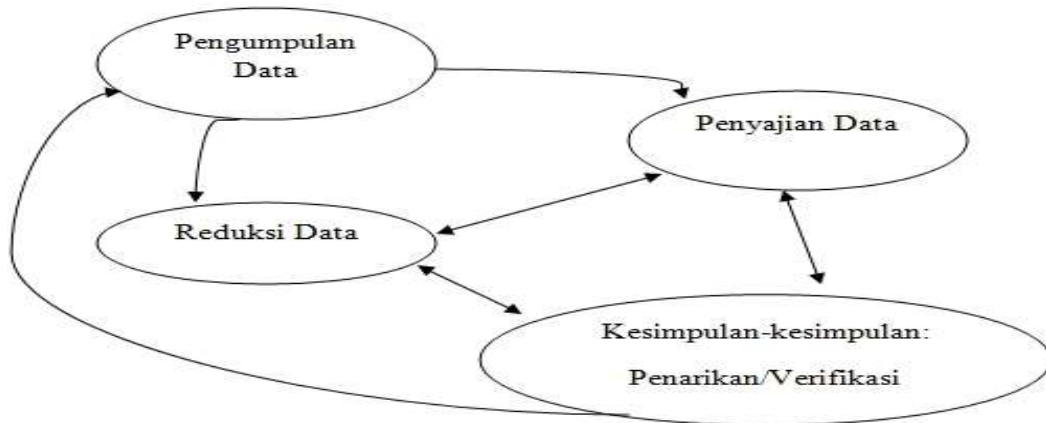 Pengumpulan
Data
Penyajian Data
Reduksi Data
Kesimpulan-kesimpulan:
Penarikan/Verifikasi